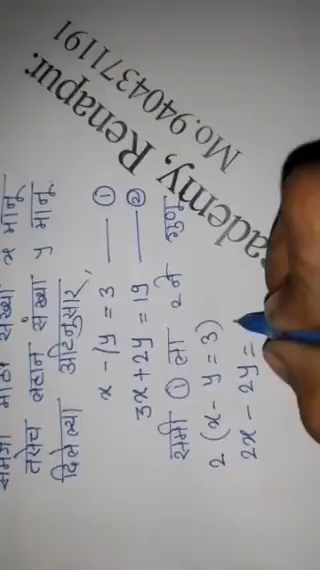 ademy, Renapur.
Mo.9404371191
समजा मोठी संख्या x मानू
तसेच लहान संख्या y मानू.
दिलेल्या अटिनुसार,
x - y = 3 —— ①
3x + 2y = 19 —— ②
समी ① ला 2 ने गुणू
2 (x - y = 3)
2x - 2y =